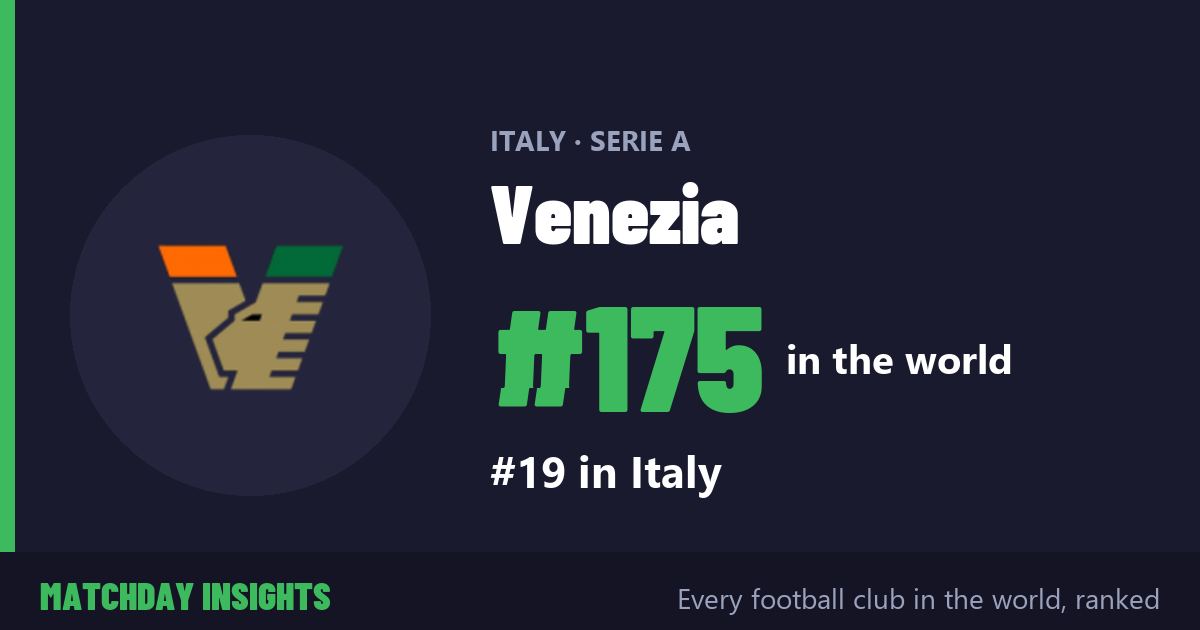 ITALY · SERIE A
Venezia
#175 in the world
#19 in Italy
MATCHDAY INSIGHTS
Every football club in the world, ranked